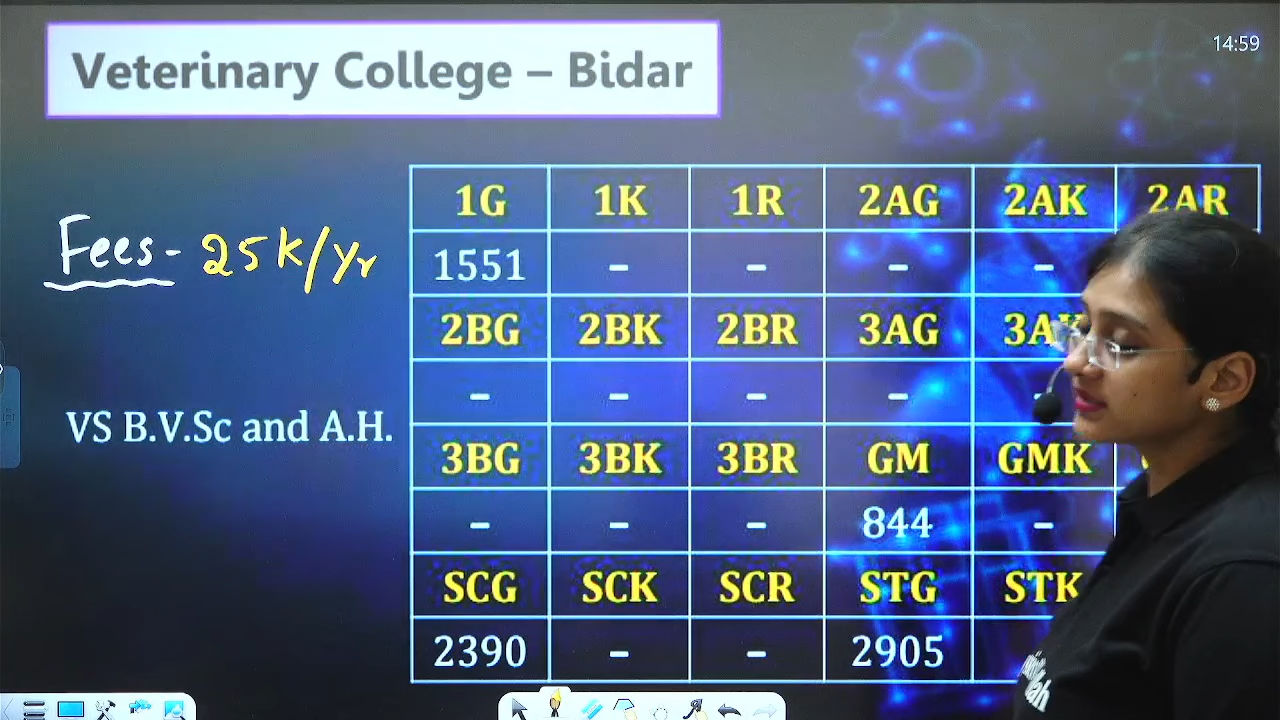 Veterinary College – Bidar
14:59
1G 1K 1R 2AG 2AK 2AR
Fees - 25k/yr
1551 – – – –
2BG 2BK 2BR 3AG
– – – –
VS B.V.Sc and A.H.
3BG 3BK 3BR GM GMK
– – – 844 –
SCG SCK SCR STG STK
2390 – – 2905